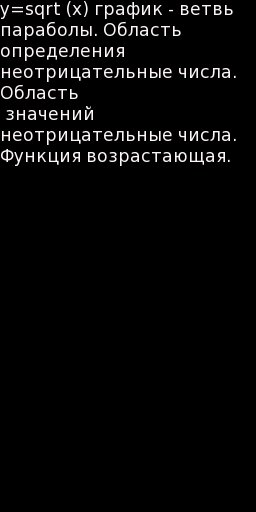 y=sqrt (x) график - ветвь
параболы. Область
определения
неотрицательные числа.
Область
значений
неотрицательные числа.
Функция возрастающая.